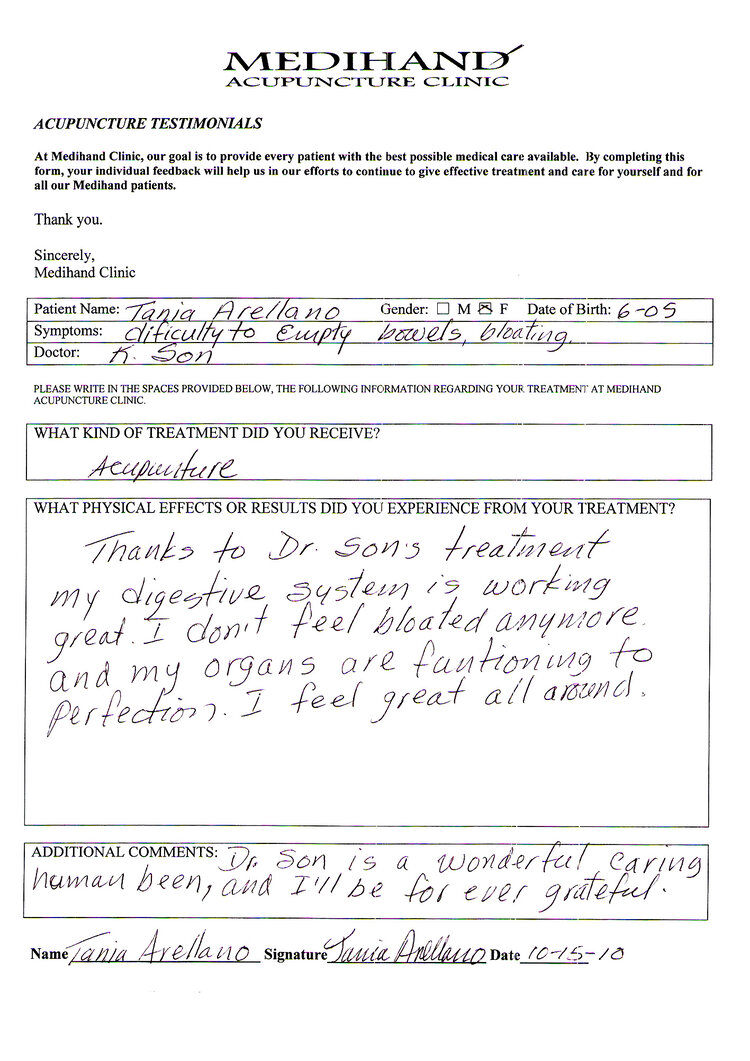 MEDIHAND
ACUPUNCTURE CLINIC
ACUPUNCTURE TESTIMONIALS
At Medihand Clinic, our goal is to provide every patient with the best possible medical care available. By completing this
form, your individual feedback will help us in our efforts to continue to give effective treatment and care for yourself and for
all our Medihand patients.
Thank you.
Sincerely,
Medihand Clinic
Patient Name: Tania Arellano Gender: ☐ M ☒ F Date of Birth: 6-05
Symptoms: dificulty to Empty bowels, bloating.
Doctor: K. Son
PLEASE WRITE IN THE SPACES PROVIDED BELOW, THE FOLLOWING INFORMATION REGARDING YOUR TREATMENT AT MEDIHAND
ACUPUNCTURE CLINIC.
WHAT KIND OF TREATMENT DID YOU RECEIVE?
Acupunture
WHAT PHYSICAL EFFECTS OR RESULTS DID YOU EXPERIENCE FROM YOUR TREATMENT?
Thanks to Dr. Son's treatment
my digestive system is working
great. I don't feel bloated anymore.
and my organs are funtioning to
perfection. I feel great all around.
ADDITIONAL COMMENTS: Dr. Son is a wonderful caring
human been, and I'll be for ever grateful.
Name Tania Arellano Signature Tania Arellano Date 10-15-10